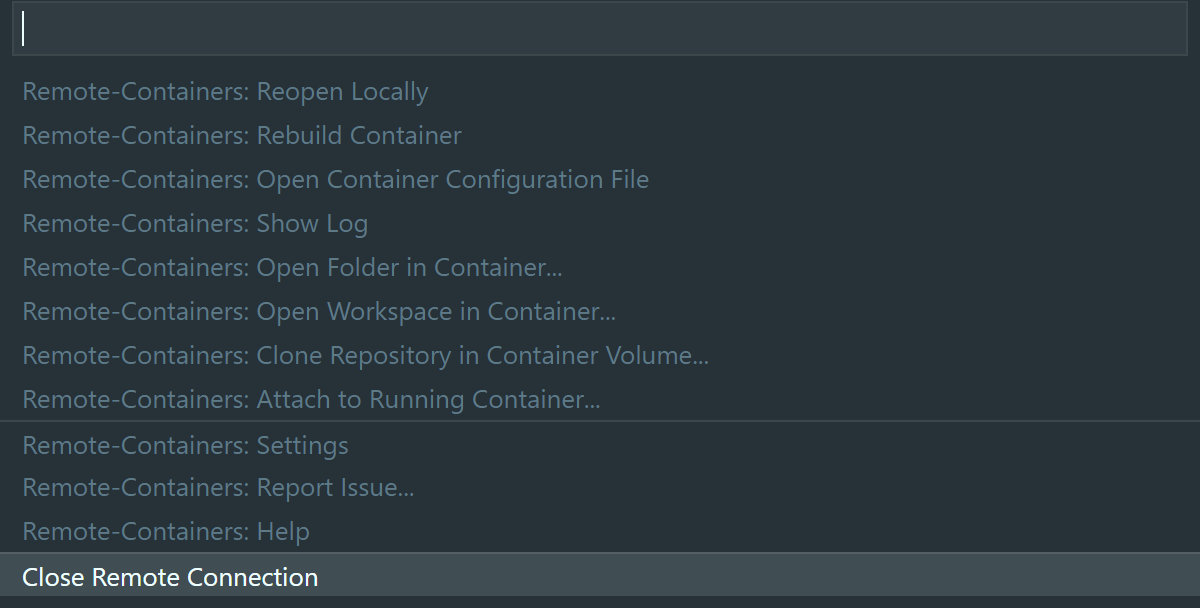 Remote-Containers: Reopen Locally
Remote-Containers: Rebuild Container
Remote-Containers: Open Container Configuration File
Remote-Containers: Show Log
Remote-Containers: Open Folder in Container...
Remote-Containers: Open Workspace in Container...
Remote-Containers: Clone Repository in Container Volume...
Remote-Containers: Attach to Running Container...
Remote-Containers: Settings
Remote-Containers: Report Issue...
Remote-Containers: Help
Close Remote Connection